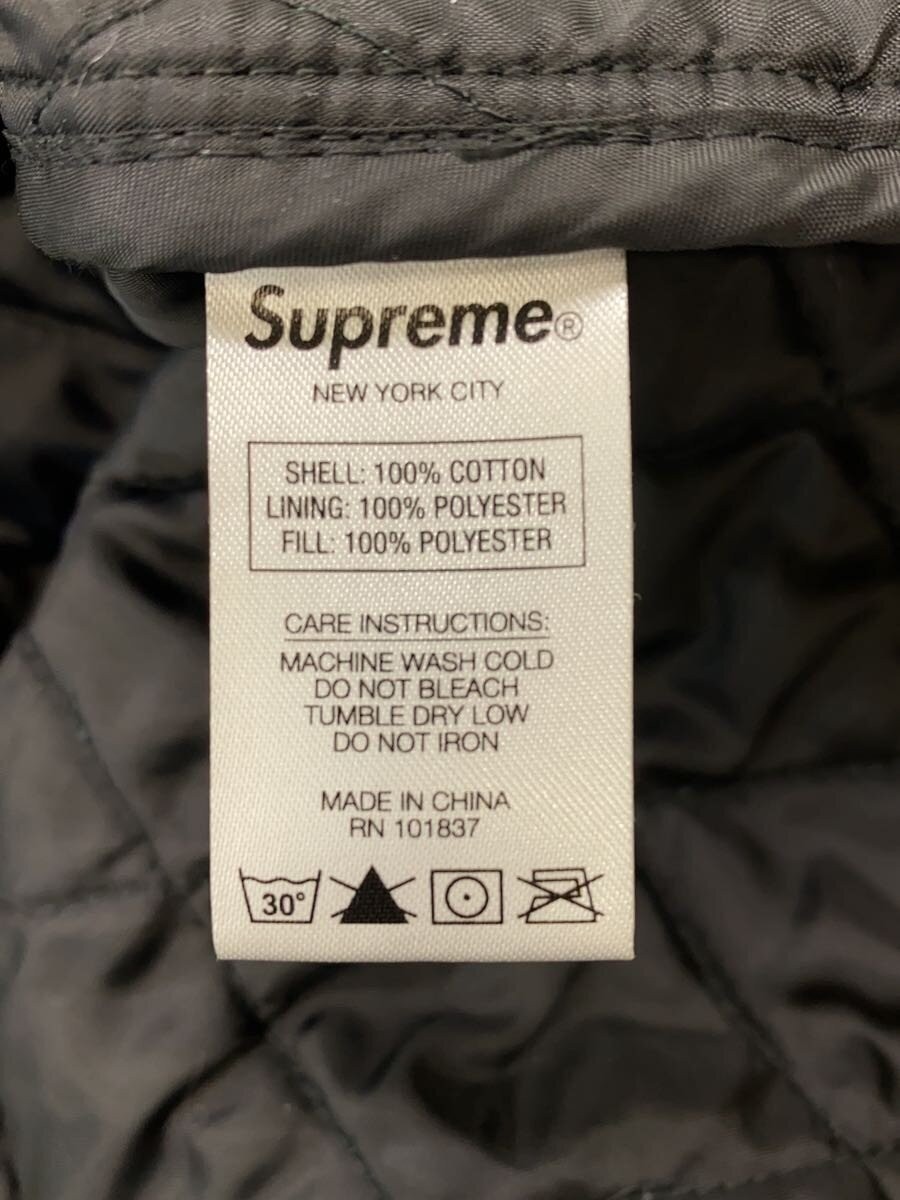 Supreme®
NEW YORK CITY
SHELL: 100% COTTON
LINING: 100% POLYESTER
FILL: 100% POLYESTER
CARE INSTRUCTIONS:
MACHINE WASH COLD
DO NOT BLEACH
TUMBLE DRY LOW
DO NOT IRON
MADE IN CHINA
RN 101837
30°